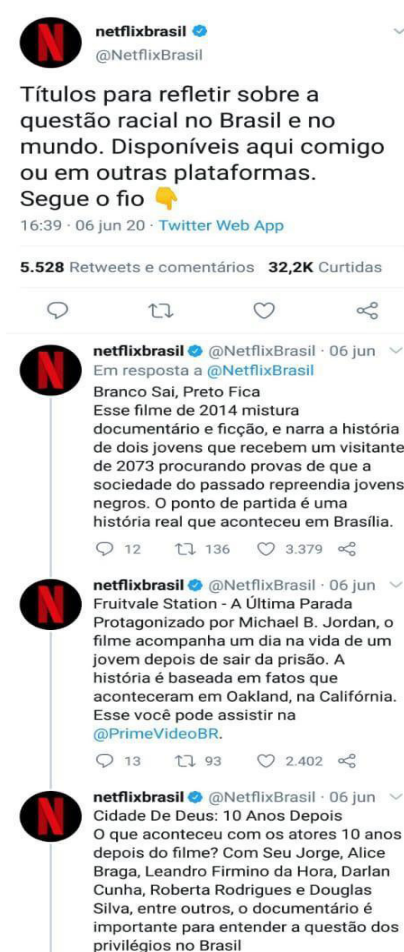 netflixbrasil
@NetflixBrasil
Títulos para refletir sobre a
questão racial no Brasil e no
mundo. Disponíveis aqui comigo
ou em outras plataformas.
Segue o fio 👇
16:39 · 06 jun 20 · Twitter Web App
5.528 Retweets e comentários 32,2K Curtidas
netflixbrasil @NetflixBrasil · 06 jun
Em resposta a @NetflixBrasil
Branco Sai, Preto Fica
Esse filme de 2014 mistura
documentário e ficção, e narra a história
de dois jovens que recebem um visitante
de 2073 procurando provas de que a
sociedade do passado repreendia jovens
negros. O ponto de partida é uma
história real que aconteceu em Brasília.
12 136 3.379
netflixbrasil @NetflixBrasil · 06 jun
Fruitvale Station - A Última Parada
Protagonizado por Michael B. Jordan, o
filme acompanha um dia na vida de um
jovem depois de sair da prisão. A
história é baseada em fatos que
aconteceram em Oakland, na Califórnia.
Esse você pode assistir na
@PrimeVideoBR.
13 93 2.402
netflixbrasil @NetflixBrasil · 06 jun
Cidade De Deus: 10 Anos Depois
O que aconteceu com os atores 10 anos
depois do filme? Com Seu Jorge, Alice
Braga, Leandro Firmino da Hora, Darlan
Cunha, Roberta Rodrigues e Douglas
Silva, entre outros, o documentário é
importante para entender a questão dos
privilégios no Brasil